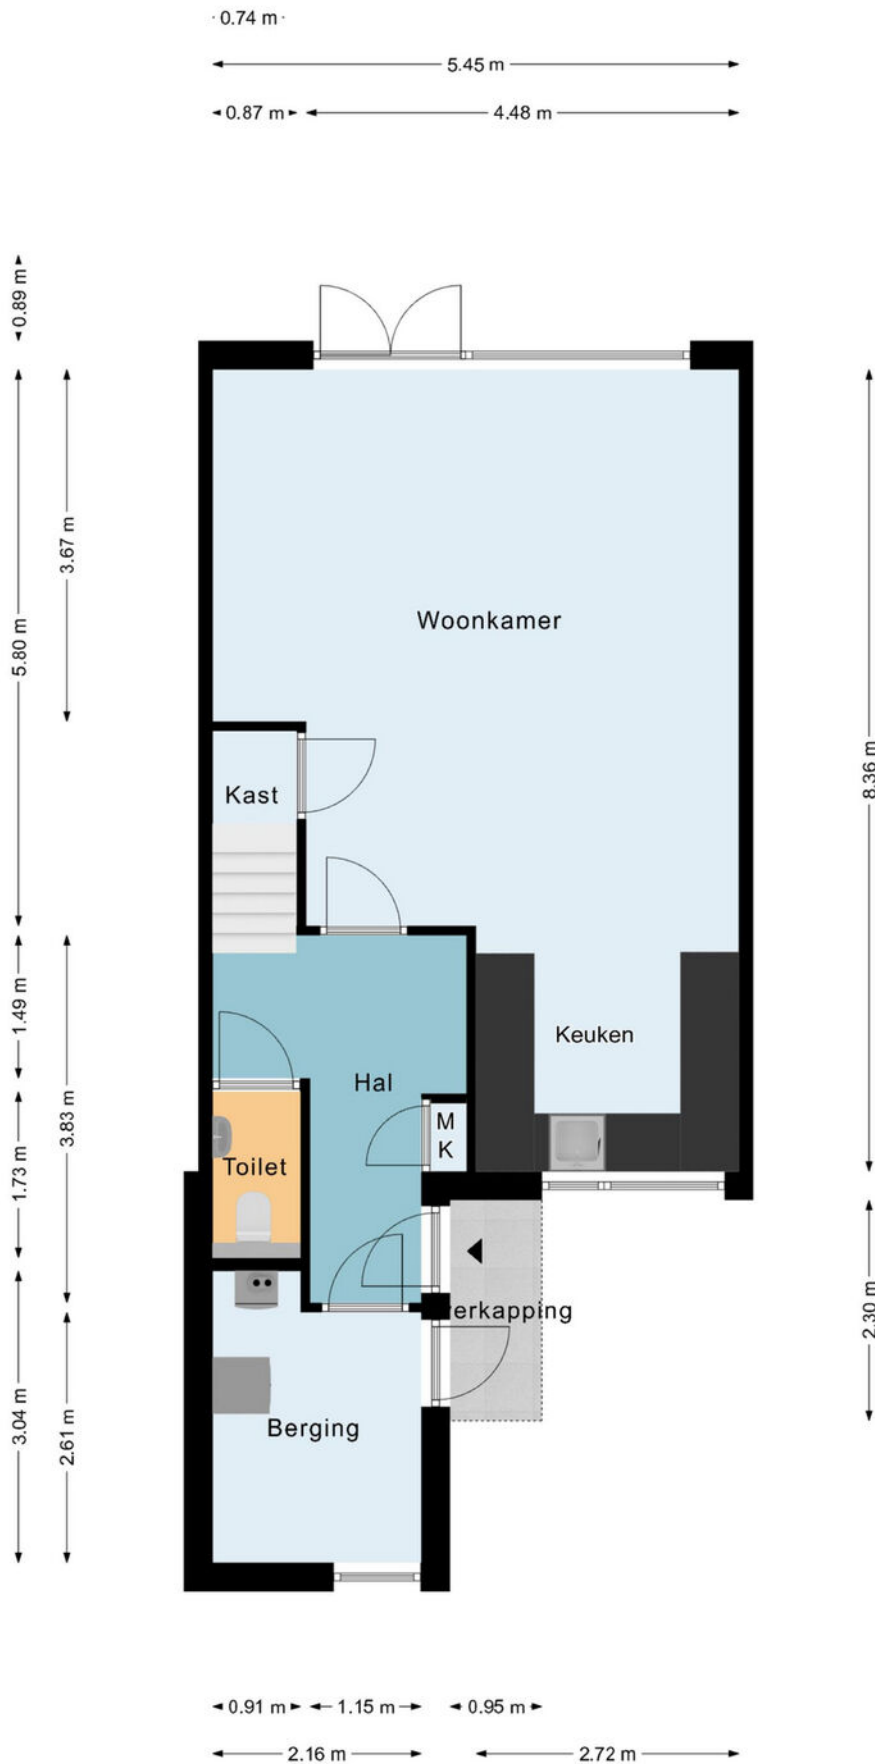 0.74 m
5.45 m
0.87 m
4.48 m
0.89 m
3.67 m
5.80 m
Woonkamer
8.36 m
Kast
1.49 m
Keuken
Hal
3.83 m
M
K
1.73 m
Toilet
verkapping
2.30 m
3.04 m
2.61 m
Berging
0.91 m
1.15 m
0.95 m
2.16 m
2.72 m